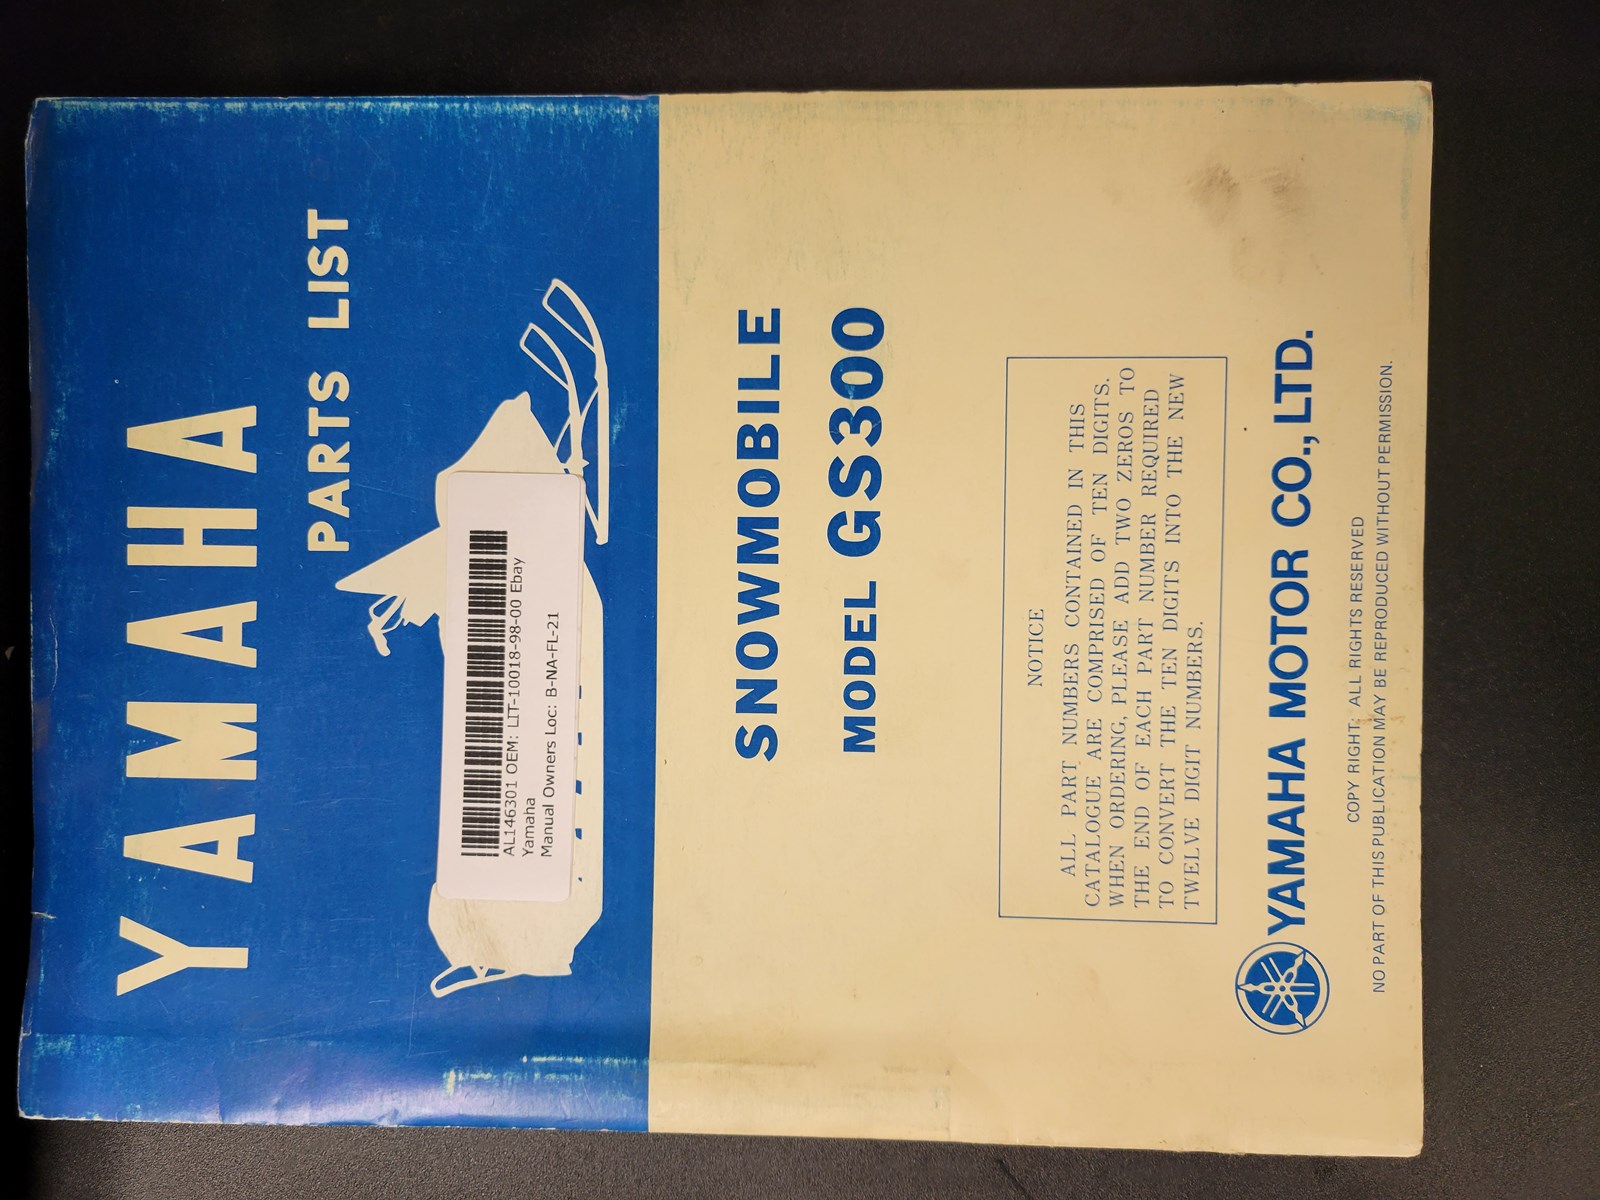 YAMAHA
PARTS LIST
AL146301 OEM: LIT-10018-98-00 Ebay
Yamaha
Manual Owners Loc: B-NA-FL-21
SNOWMOBILE
MODEL GS300
NOTICE
ALL PART NUMBERS CONTAINED IN THIS
CATALOGUE ARE COMPRISED OF TEN DIGITS.
WHEN ORDERING, PLEASE ADD TWO ZEROS TO
THE END OF EACH PART NUMBER REQUIRED
TO CONVERT THE TEN DIGITS INTO THE NEW
TWELVE DIGIT NUMBERS.
YAMAHA MOTOR CO., LTD.
COPY RIGHT: ALL RIGHTS RESERVED
NO PART OF THIS PUBLICATION MAY BE REPRODUCED WITHOUT PERMISSION.